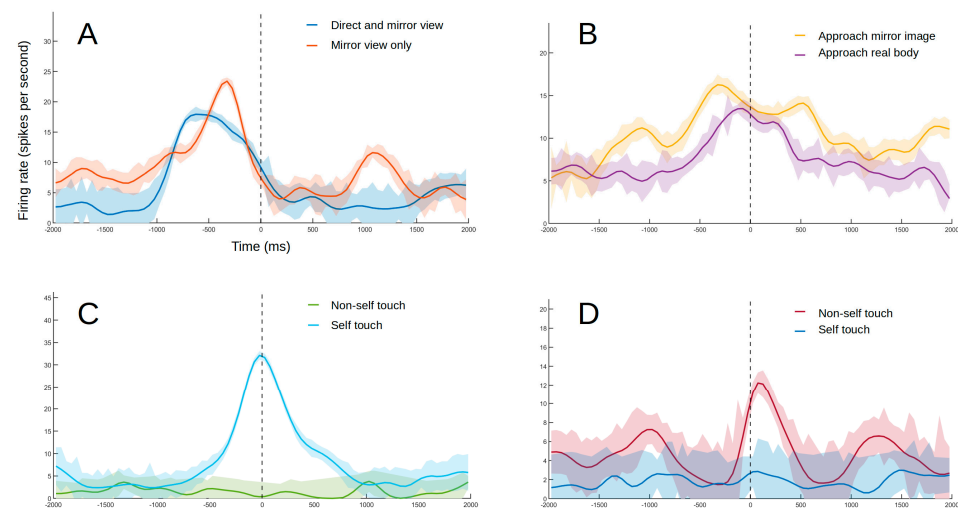 A
Direct and mirror view
Mirror view only
Firing rate (spikes per second)
30
25
20
15
10
5
0
-2000 -1500 -1000 -500 0 500 1000 1500 2000
Time (ms)
B
Approach mirror image
Approach real body
20
15
10
5
0
-2000 -1500 -1000 -500 0 500 1000 1500 2000
C
Non-self touch
Self touch
45
40
35
30
25
20
15
10
5
0
-2000 -1500 -1000 -500 0 500 1000 1500 2000
D
Non-self touch
Self touch
20
18
16
14
12
10
8
6
4
2
0
-2000 -1500 -1000 -500 0 500 1000 1500 2000